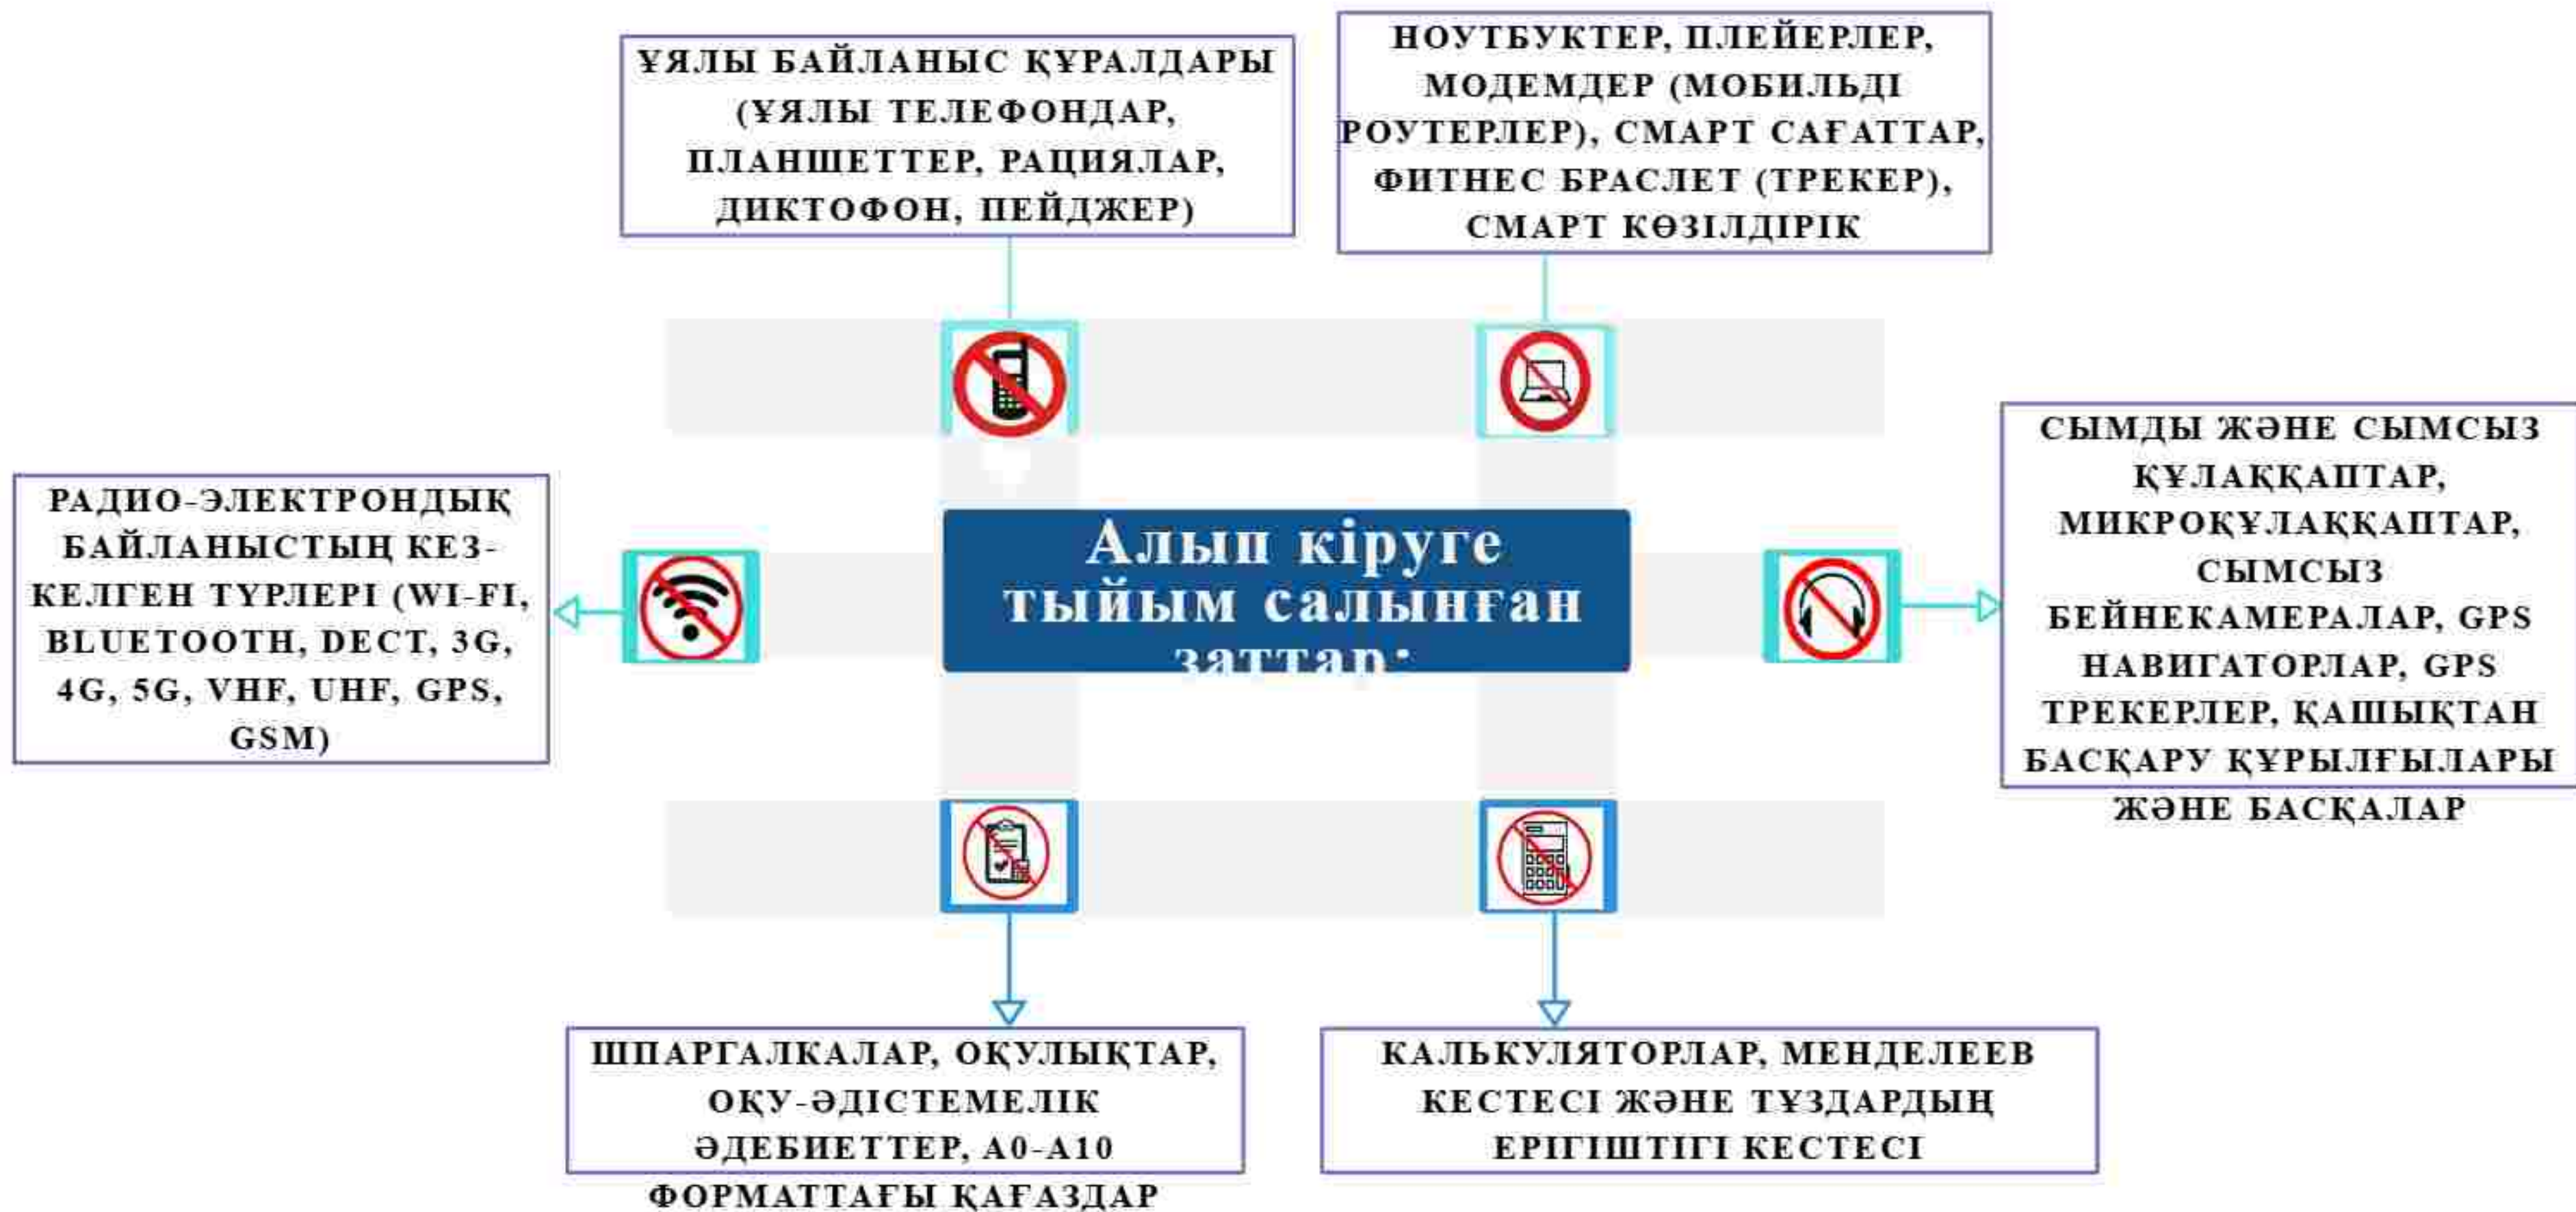 ҰЯЛЫ БАЙЛАНЫС ҚҰРАЛДАРЫ
(ҰЯЛЫ ТЕЛЕФОНДАР,
ПЛАНШЕТТЕР, РАЦИЯЛАР,
ДИКТОФОН, ПЕЙДЖЕР)
НОУТБУКТЕР, ПЛЕЙЕРЛЕР,
МОДЕМДЕР (МОБИЛЬДІ
РОУТЕРЛЕР), СМАРТ САҒАТТАР,
ФИТНЕС БРАСЛЕТ (ТРЕКЕР),
СМАРТ КӨЗІЛДІРІК
РАДИО-ЭЛЕКТРОНДЫҚ
БАЙЛАНЫСТЫҢ КЕЗ-
КЕЛГЕН ТҮРЛЕРІ (WI-FI,
BLUETOOTH, DECT, 3G,
4G, 5G, VHF, UHF, GPS,
GSM)
Алып кіруге
тыйым салынған
заттар:
СЫМДЫ ЖӘНЕ СЫМСЫЗ
ҚҰЛАҚҚАПТАР,
МИКРОҚҰЛАҚҚАПТАР,
СЫМСЫЗ
БЕЙНЕКАМЕРАЛАР, GPS
НАВИГАТОРЛАР, GPS
ТРЕКЕРЛЕР, ҚАШЫҚТАН
БАСҚАРУ ҚҰРЫЛҒЫЛАРЫ
ЖӘНЕ БАСҚАЛАР
ШПАРГАЛКАЛАР, ОҚУЛЫҚТАР,
ОҚУ-ӘДІСТЕМЕЛІК
ӘДЕБИЕТТЕР, А0-А10
ФОРМАТТАҒЫ ҚАҒАЗДАР
КАЛЬКУЛЯТОРЛАР, МЕНДЕЛЕЕВ
КЕСТЕСІ ЖӘНЕ ТҰЗДАРДЫҢ
ЕРІГІШТІГІ КЕСТЕСІ